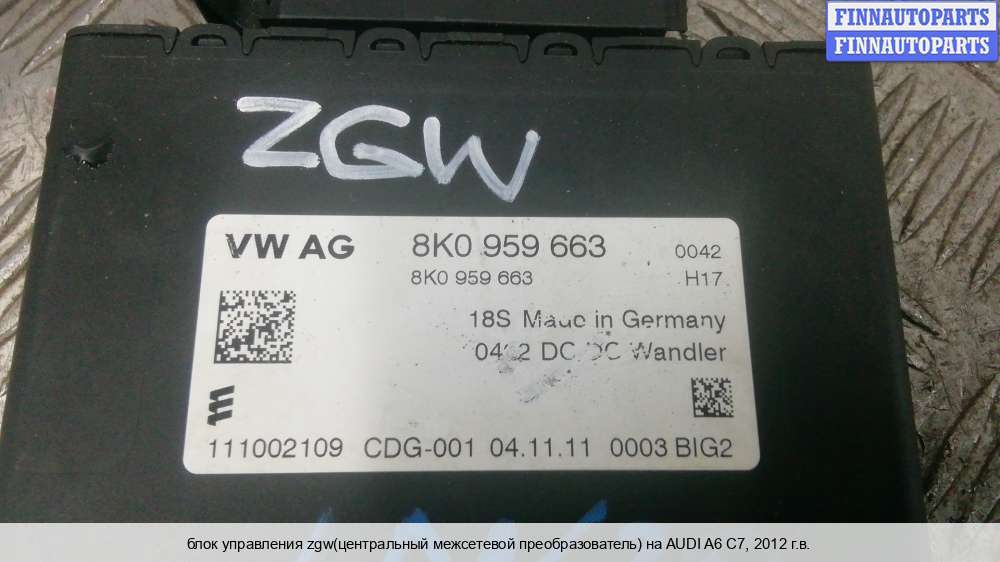 FINNAUTOPARTS
FINNAUTOPARTS
ZGW
VW AG 8K0 959 663 0042
8K0 959 663 H17
18S Made in Germany
DC/DC Wandler
111002109 CDG-001 04.11.11 0003 BIG2
блок управления zgw(центральный межсетевой преобразователь) на AUDI A6 C7, 2012 г.в.